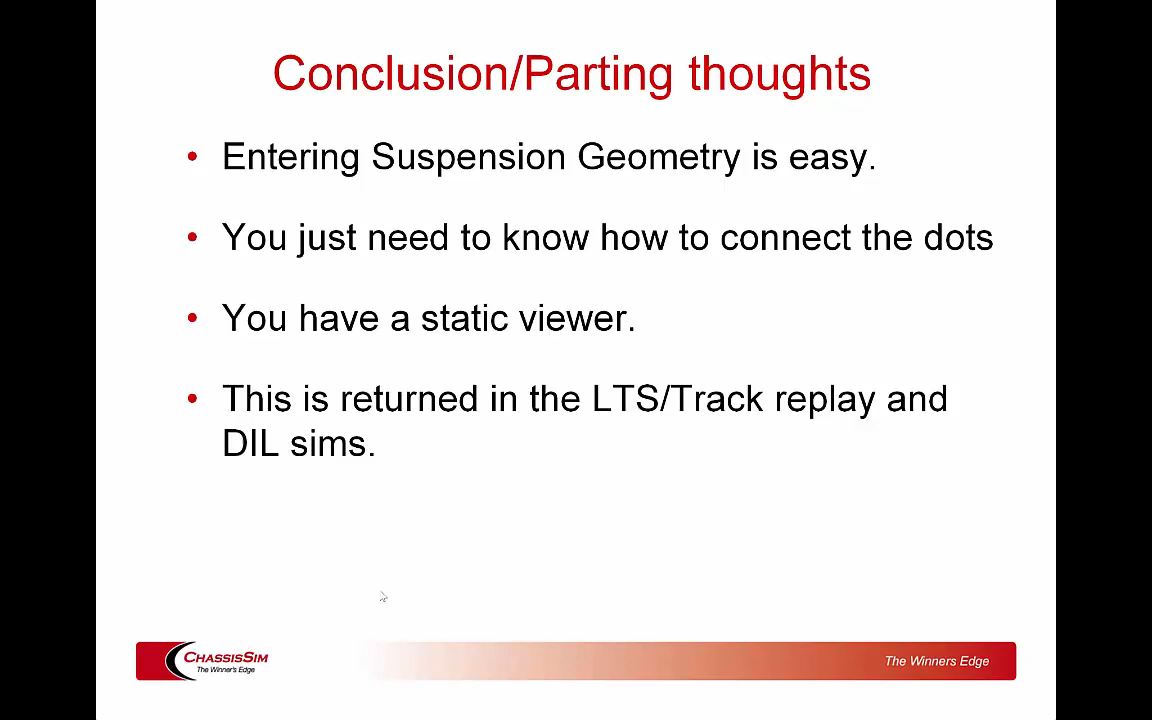 Conclusion/Parting thoughts
• Entering Suspension Geometry is easy.
• You just need to know how to connect the dots
• You have a static viewer.
• This is returned in the LTS/Track replay and
DIL sims.
CHASSISSIM
The Winner's Edge
The Winners Edge